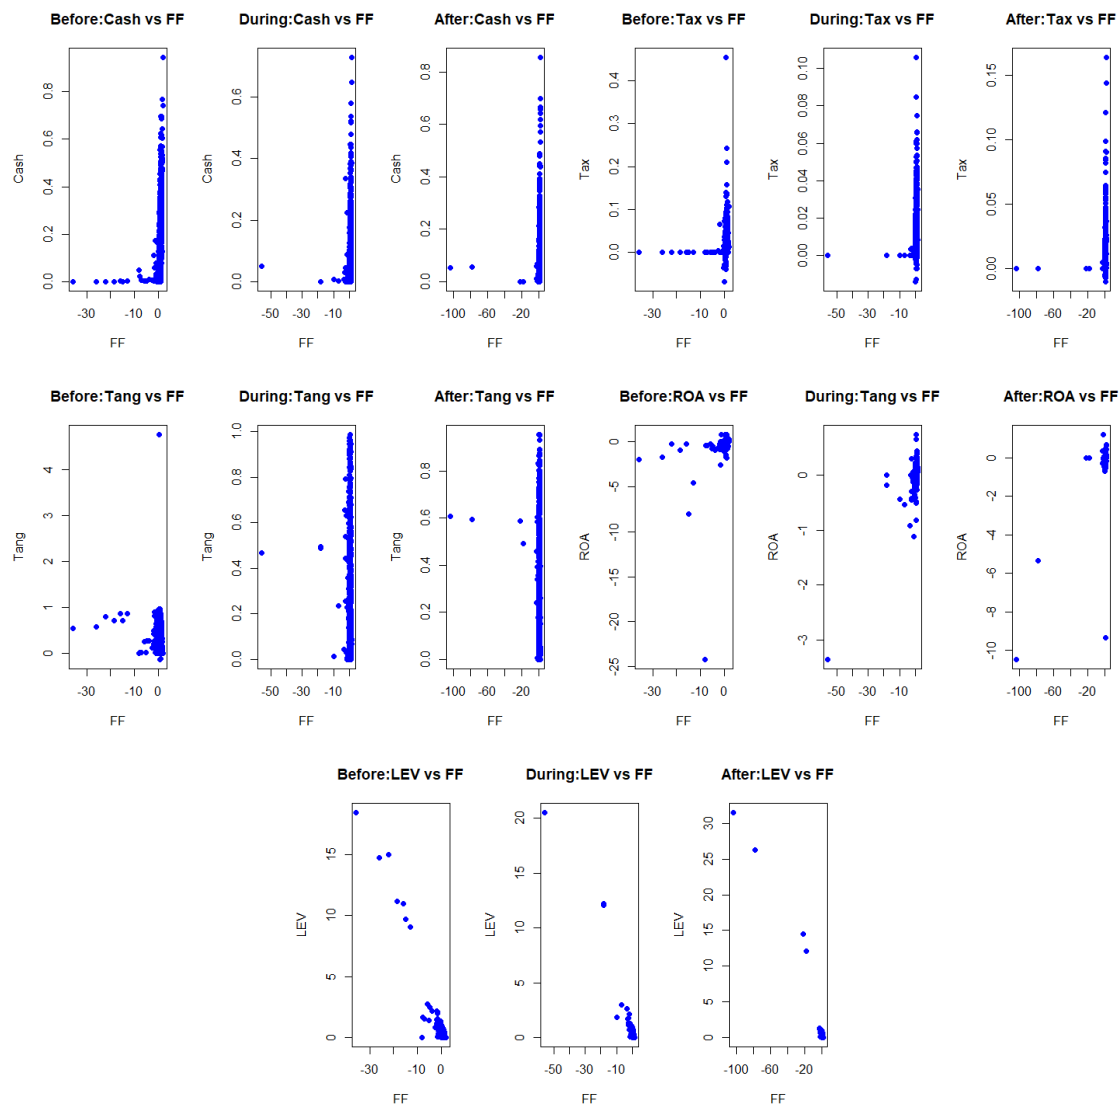 Before:Cash vs FF
During:Cash vs FF
After:Cash vs FF
Before:Tax vs FF
During:Tax vs FF
After:Tax vs FF
Cash
0.0 0.2 0.4 0.6 0.8
-30 -10 0
FF
Cash
0.0 0.2 0.4 0.6
-30 -10
FF
Cash
0.0 0.2 0.4 0.6 0.8
-100 -60 -20
FF
Tax
0.0 0.1 0.2 0.3 0.4
-30 -10 0
FF
Tax
0.00 0.02 0.04 0.06 0.08 0.10
-50 -30 -10
FF
Tax
0.00 0.05 0.10 0.15
-100 -60 -20
FF
Before:Tang vs FF
During:Tang vs FF
After:Tang vs FF
Before:ROA vs FF
During:Tang vs FF
After:ROA vs FF
Tang
0 1 2 3 4
-30 -10 0
FF
Tang
0.0 0.2 0.4 0.6 0.8 1.0
-50 -30 -10
FF
Tang
0.0 0.2 0.4 0.6 0.8
-100 -60 -20
FF
ROA
-25 -20 -15 -10 -5 0
-30 -10 0
FF
ROA
-3 -2 -1 0
-50 -30 -10
FF
ROA
-10 -8 -6 -4 -2 0
-100 -60 -20
FF
Before:LEV vs FF
During:LEV vs FF
After:LEV vs FF
LEV
0 5 10 15
-30 -10 0
FF
LEV
0 5 10 15 20
-50 -30 -10
FF
LEV
0 5 10 15 20 25 30
-100 -60 -20
FF